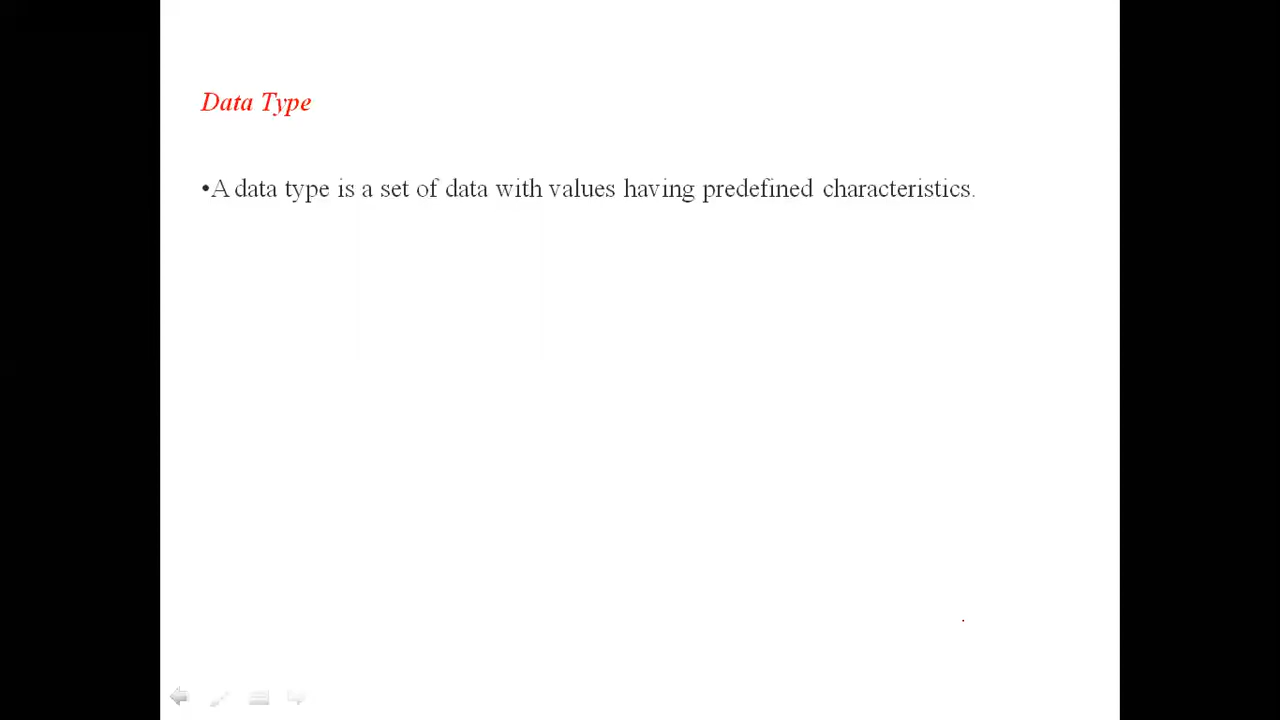 Data Type
•A data type is a set of data with values having predefined characteristics.